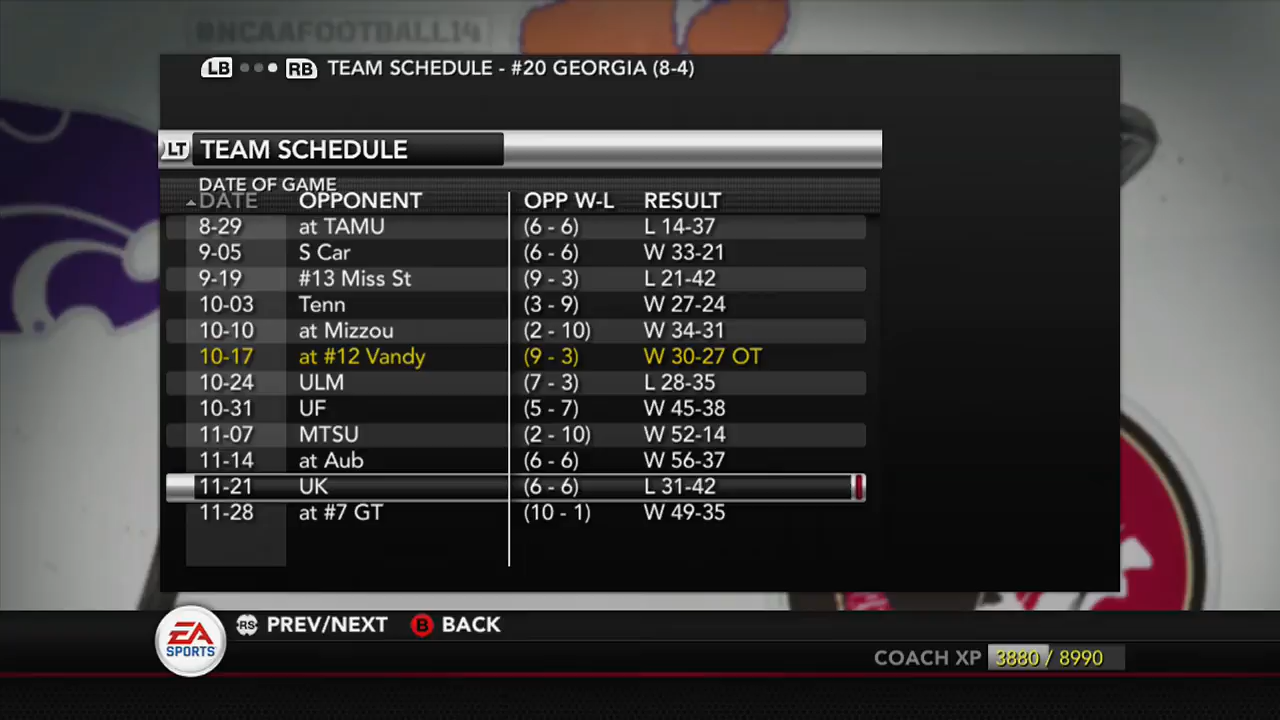 #NCAAFOOTBALL14
LB RB TEAM SCHEDULE - #20 GEORGIA (8-4)
LT TEAM SCHEDULE
DATE OF GAME
DATE OPPONENT OPP W-L RESULT
8-29 at TAMU (6 - 6) L 14-37
9-05 S Car (6 - 6) W 33-21
9-19 #13 Miss St (9 - 3) L 21-42
10-03 Tenn (3 - 9) W 27-24
10-10 at Mizzou (2 - 10) W 34-31
10-17 at #12 Vandy (9 - 3) W 30-27 OT
10-24 ULM (7 - 3) L 28-35
10-31 UF (5 - 7) W 45-38
11-07 MTSU (2 - 10) W 52-14
11-14 at Aub (6 - 6) W 56-37
11-21 UK (6 - 6) L 31-42
11-28 at #7 GT (10 - 1) W 49-35
EA SPORTS RS PREV/NEXT B BACK
COACH XP 3880 / 8990